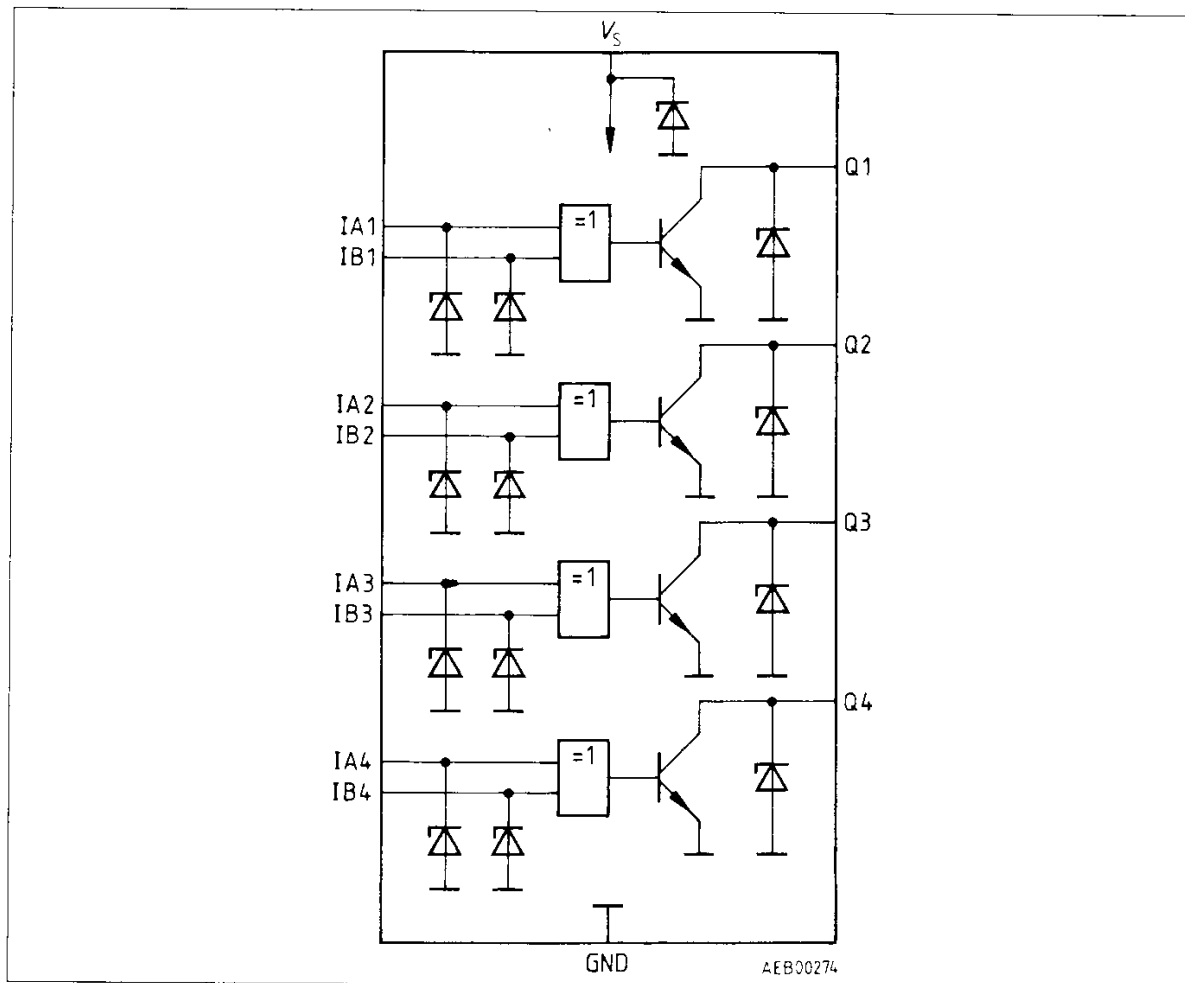 VS
Q1
IA1
=1
IB1
Q2
IA2
=1
IB2
Q3
IA3
=1
IB3
Q4
IA4
=1
IB4
GND
AEB00274